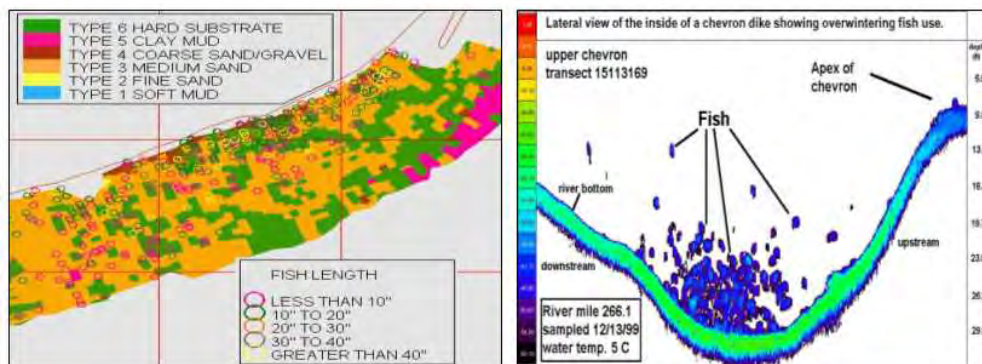 TYPE 6 HARD SUBSTRATE
TYPE 5 CLAY MUD
TYPE 4 COARSE SAND/GRAVEL
TYPE 3 MEDIUM SAND
TYPE 2 FINE SAND
TYPE 1 SOFT MUD
FISH LENGTH
LESS THAN 10"
10" TO 20"
20" TO 30"
30" TO 40"
GREATER THAN 40"
Lateral view of the inside of a chevron dike showing overwintering fish use.
upper chevron
transect 15113169
Apex of
chevron
Fish
river bottom
downstream
upstream
River mile 266.1
sampled 12/13/99
water temp. 5 C